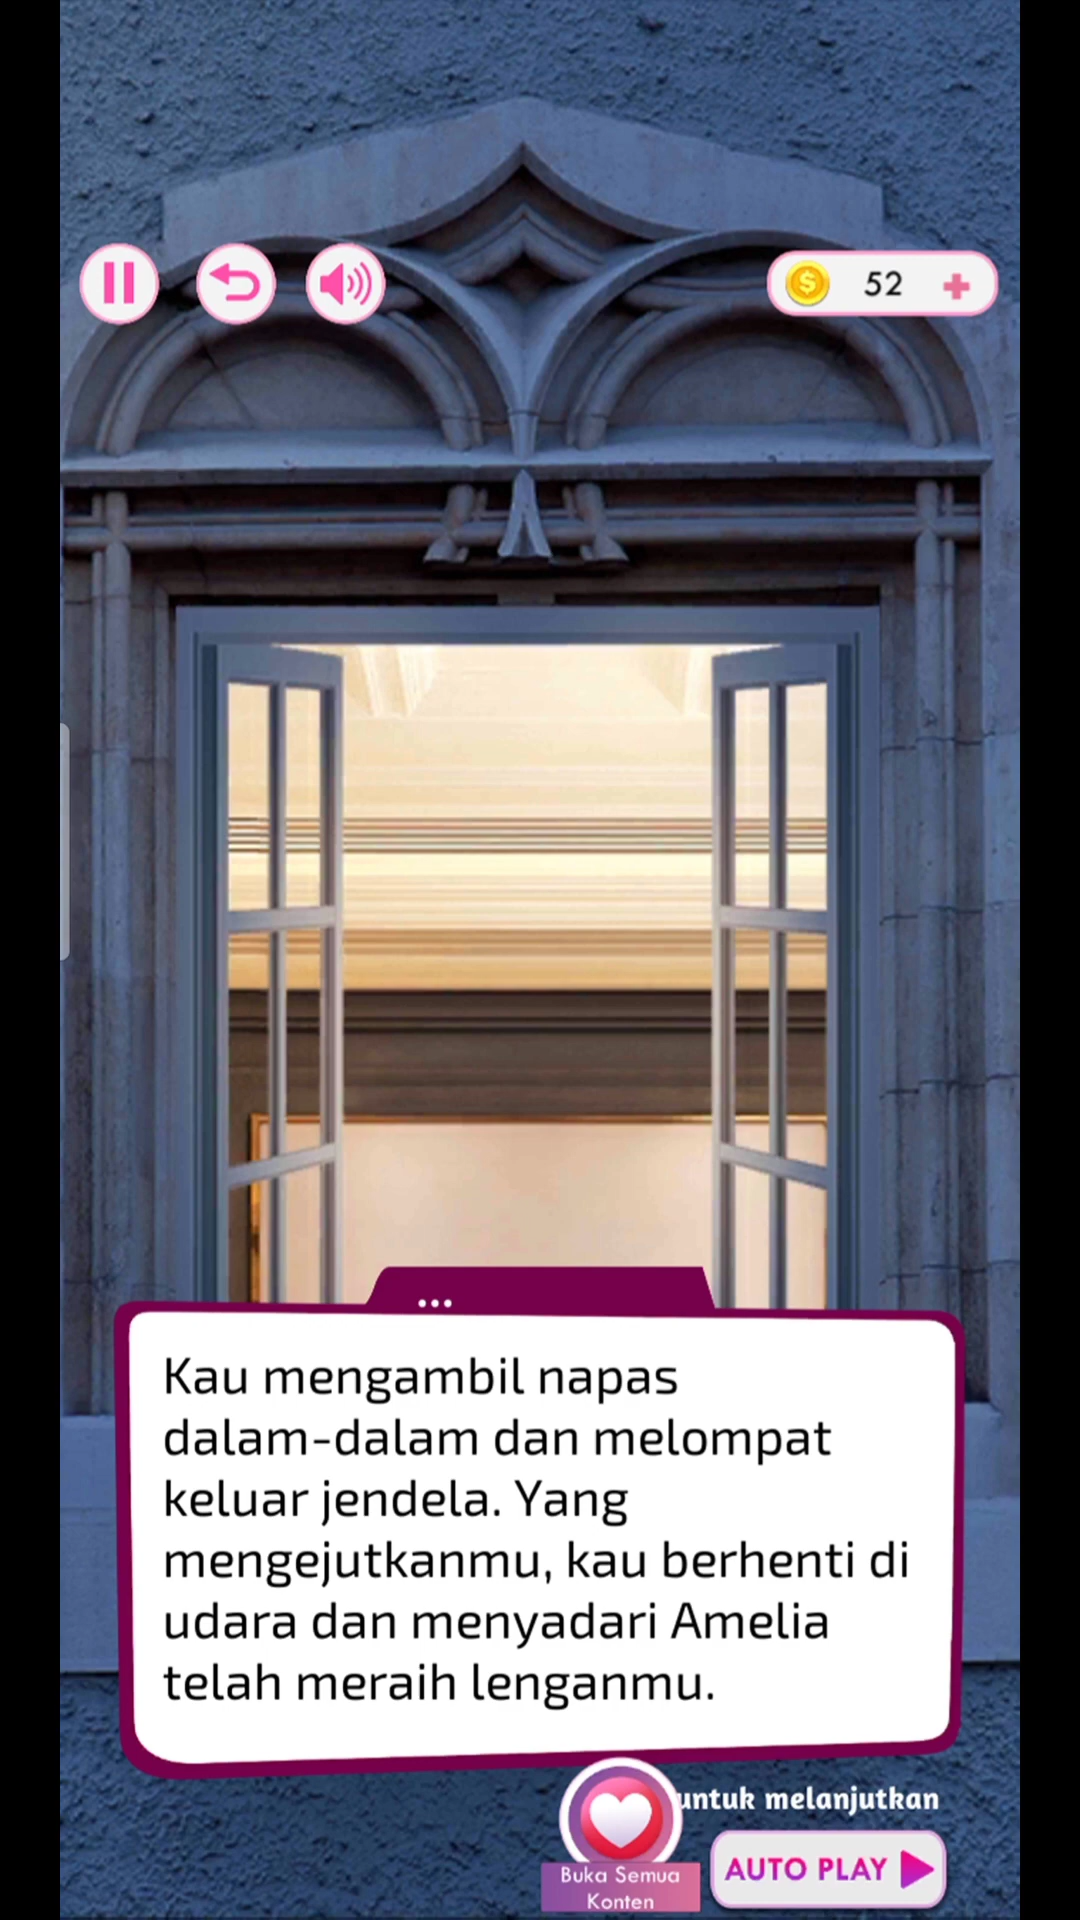 52
...
Kau mengambil napas
dalam-dalam dan melompat
keluar jendela. Yang
mengejutkanmu, kau berhenti di
udara dan menyadari Amelia
telah meraih lenganmu.
untuk melanjutkan
Buka Semua
Konten
AUTO PLAY